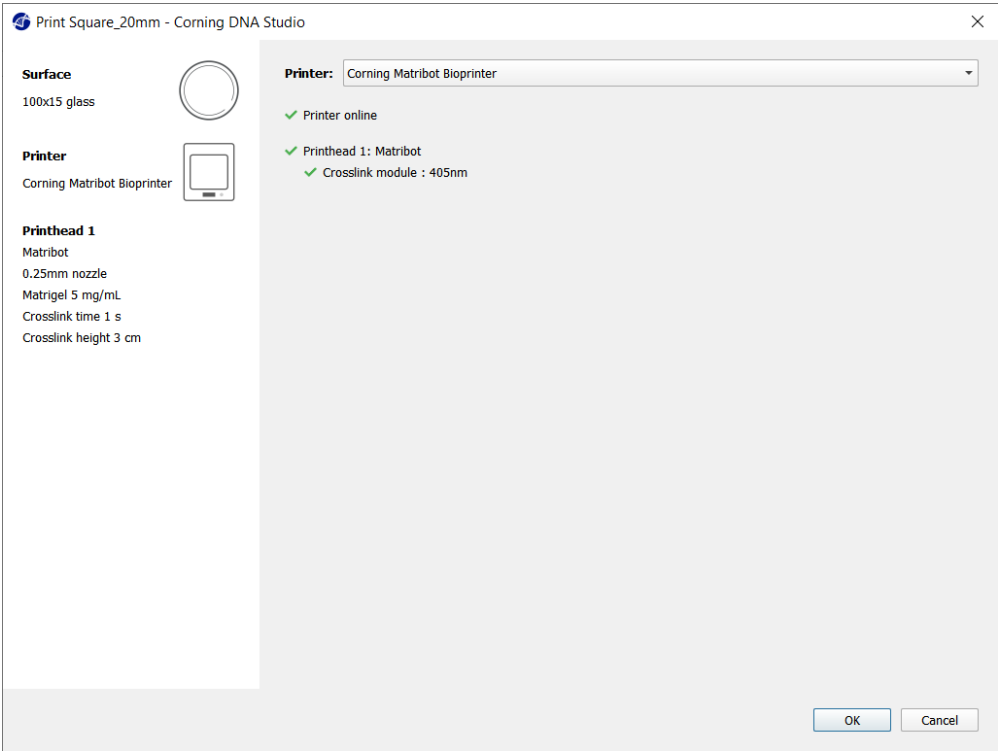 Print Square_20mm - Corning DNA Studio
Surface
100x15 glass
Printer
Corning Matribot Bioprinter
Printhead 1
Matribot
0.25mm nozzle
Matrigel 5 mg/mL
Crosslink time 1 s
Crosslink height 3 cm
Printer: Corning Matribot Bioprinter
Printer online
Printhead 1: Matribot
Crosslink module : 405nm
OK Cancel